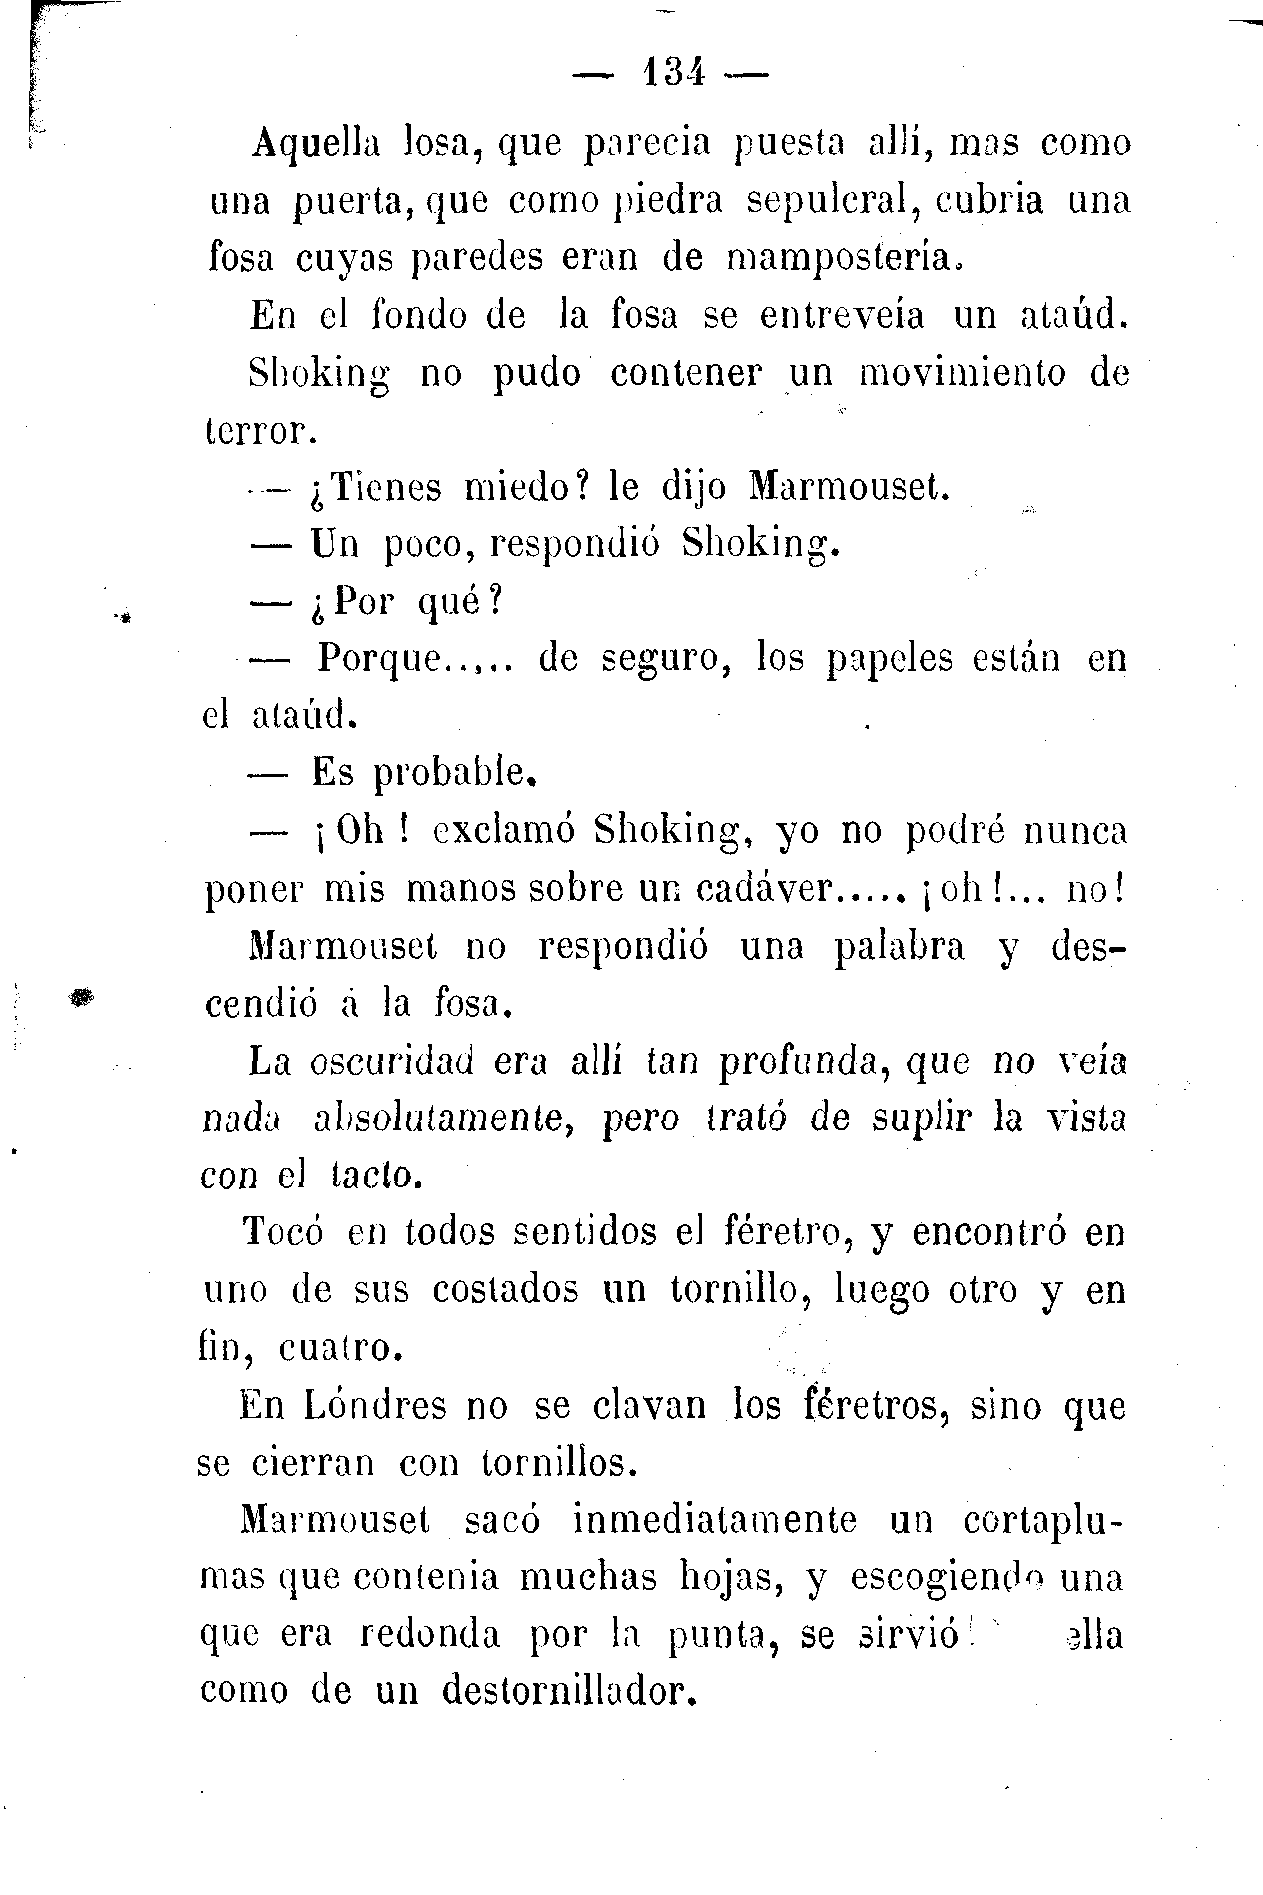 — 134 —
Aquella losa, que parecia puesta allí, mas como
una puerta, que como piedra sepulcral, cubria una
fosa cuyas paredes eran de mampostería.
En el fondo de la fosa se entreveía un ataúd.
Shoking no pudo contener un movimiento de
terror.
— ¿Tienes miedo? le dijo Marmouset.
— Un poco, respondió Shoking.
— ¿Por qué?
— Porque..... de seguro, los papeles están en
el ataúd.
— Es probable.
— ¡Oh! exclamó Shoking, yo no podré nunca
poner mis manos sobre un cadáver..... ¡oh!... no!
Marmouset no respondió una palabra y des-
cendió á la fosa.
La oscuridad era allí tan profunda, que no veía
nada absolutamente, pero trató de suplir la vista
con el tacto.
Tocó en todos sentidos el féretro, y encontró en
uno de sus costados un tornillo, luego otro y en
fin, cuatro.
En Lóndres no se clavan los féretros, sino que
se cierran con tornillos.
Marmouset sacó inmediatamente un cortaplu-
mas que contenia muchas hojas, y escogiendo una
que era redonda por la punta, se sirvió ella
como de un destornillador.